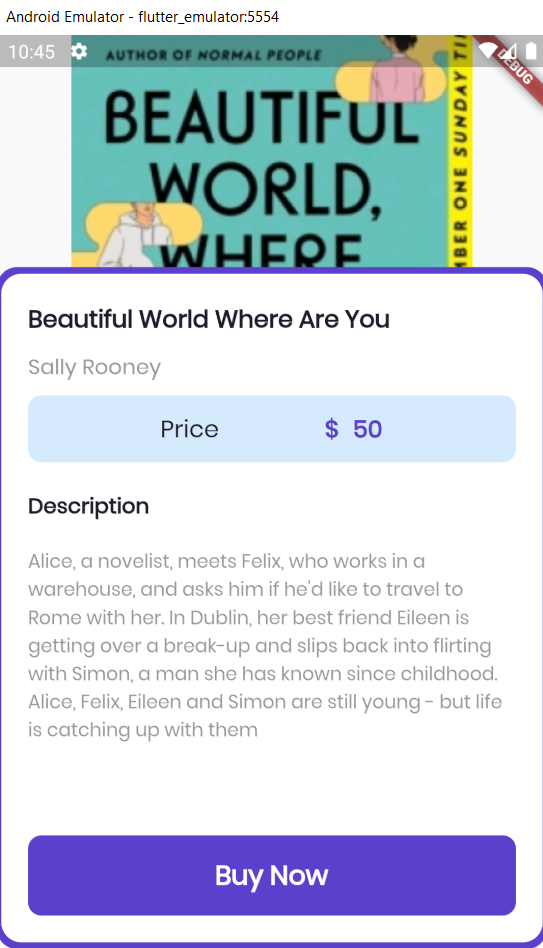 Android Emulator - flutter_emulator:5554
10:45
DEBUG
AUTHOR OF NORMAL PEOPLE
BEAUTIFUL
WORLD,
WHERE
NUMBER ONE SUNDAY
Beautiful World Where Are You
Sally Rooney
Price $ 50
Description
Alice, a novelist, meets Felix, who works in a
warehouse, and asks him if he'd like to travel to
Rome with her. In Dublin, her best friend Eileen is
getting over a break-up and slips back into flirting
with Simon, a man she has known since childhood.
Alice, Felix, Eileen and Simon are still young - but life
is catching up with them
Buy Now